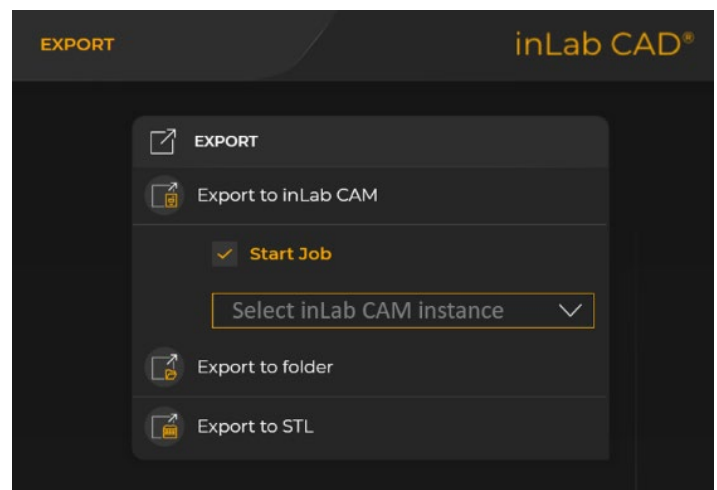 EXPORT
inLab CAD®
EXPORT
Export to inLab CAM
Start Job
Select inLab CAM instance
Export to folder
Export to STL